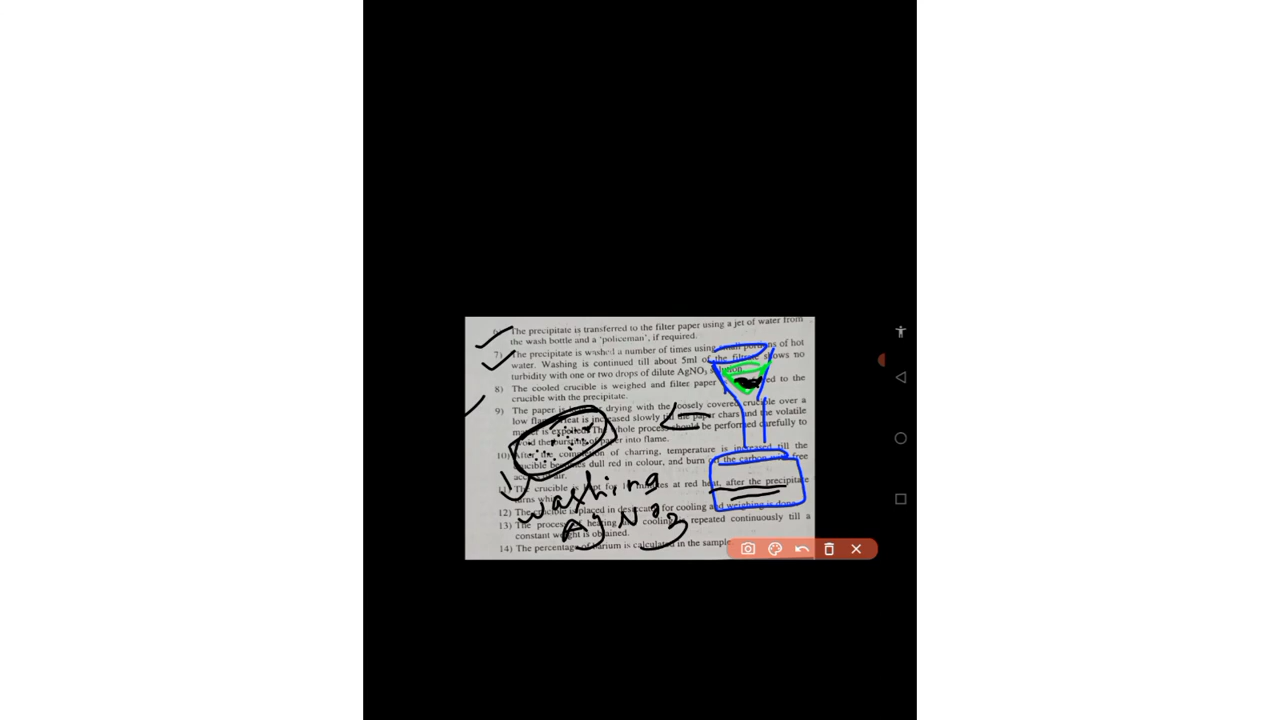 The precipitate is transferred to the filter paper using a jet of water from
the wash bottle and a 'policeman', if required.
7) The precipitate is washed a number of times using small portions of hot
water. Washing is continued till about 5ml of the filtrate shows no
turbidity with one or two drops of dilute AgNO₃
8) The cooled crucible is weighed and filter paper to the
crucible with the precipitate.
9) The paper is drying with the loosely covered crucible over a
low heat is increased slowly till the paper chars and the volatile
is expelled. The whole process should be performed carefully to
avoid the bursting of paper into flame.
10) After the completion of charring, temperature is increased till the
crucible becomes dull red in colour, and burn off the carbon free
air.
11) The crucible is kept for minutes at red heat, after the precipitate
turns
washing
12) The crucible is placed in desiccator for cooling and weighing is done
AgNO3
13) The process heating cooling repeated continuously till a
constant weight is obtained.
14) The percentage barium is calculated in the sample